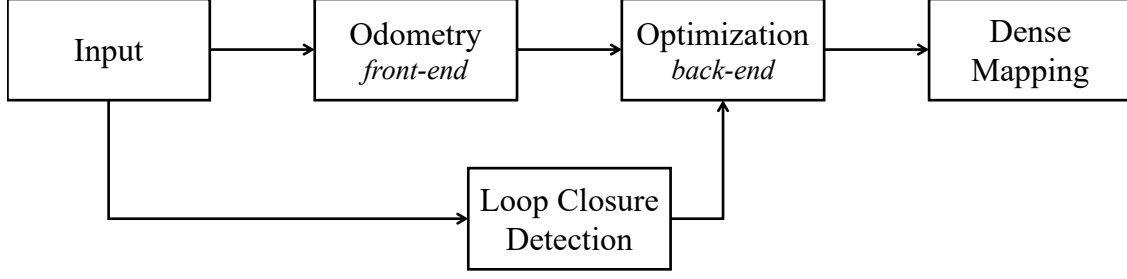 Input
Odometry
front-end
Optimization
back-end
Dense
Mapping
Loop Closure
Detection